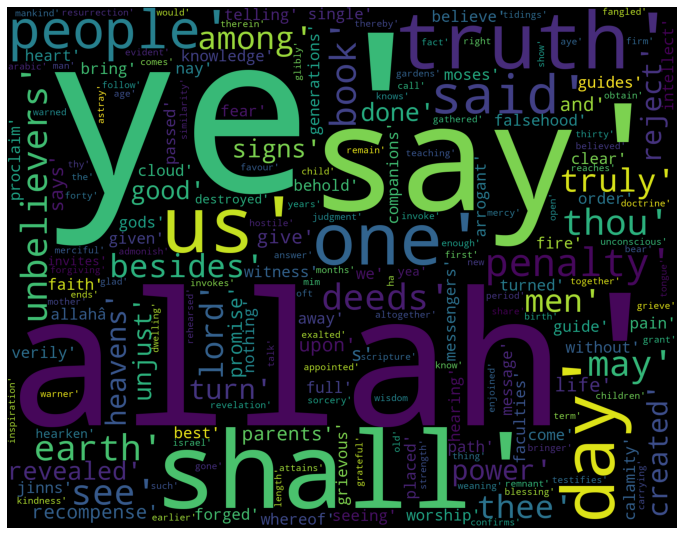 people'
among'
telling'
single'
truth'
mankind'
resurrection'
would'
therein'
tidings'
fangled'
evident'
thereby'
believe'
fact'
right'
aye'
firm'
arabic'
man'
heart'
knowledge'
glibly'
book'
said'
show'
reject'
intellect'
comes'
bring'
nay'
moses'
guides'
gardens'
call'
obtain'
follow'
age'
similarity'
generations'
done'
and'
knows'
gathered'
thirty'
unbelievers'
proclaim'
says'
warned
astray'
passed'
ye'
fear'
signs'
say'
falsehood'
believed'
reaches'
thy'
the'
cloud'
remain'
teaching'
companions'
clear'
truly'
doctrine'
forty'
good'
behold'
child'
favour'
arrogant'
order'
open'
merciful'
gods'
destroyed'
years'
judgment'
invoke'
mercy'
thou'
unconscious'
invites'
forgiving'
admonish'
given'
us'
give'
hostile'
one'
fire'
bear'
tongue'
faith'
besides'
witness'
answer'
enough'
first'
penalty'
together'
ends'
mother'
glad'
invokes'
'months'
we'
yea'
new'
turned'
period'
share'
grieve'
allahâ
mim
ha
deeds'
men'
birth'
grant'
verily'
unjust'
lord'
promise'
nothing'
oft
away'
altogether'
messengers'
guide'
pain'
heavens'
dwelling'
rehearsed'
exalted'
talk'
s'
know'
without'
may'
jinns'
warner'
turn'
appointed'
upon'
scripture'
enjoined'
message'
life'
children'
inspiration'
allah'
revelation'
full'
sorcery'
wisdom
hearing'
faculties'
term'
bringer'
hearken'
best'
israel'
parents'
old'
path'
come'
day'
earth'
shall'
gone'
attains'
grateful'
grievous'
placed'
strength'
thing
weaning'
power'
remnant'
testifies'
calamity'
carrying'
created'
revealed'
see'
such'
length'
seeing'
thee'
blessing'
kindness'
recompense'
earlier'
forged'
whereof'
worship'
confirms'